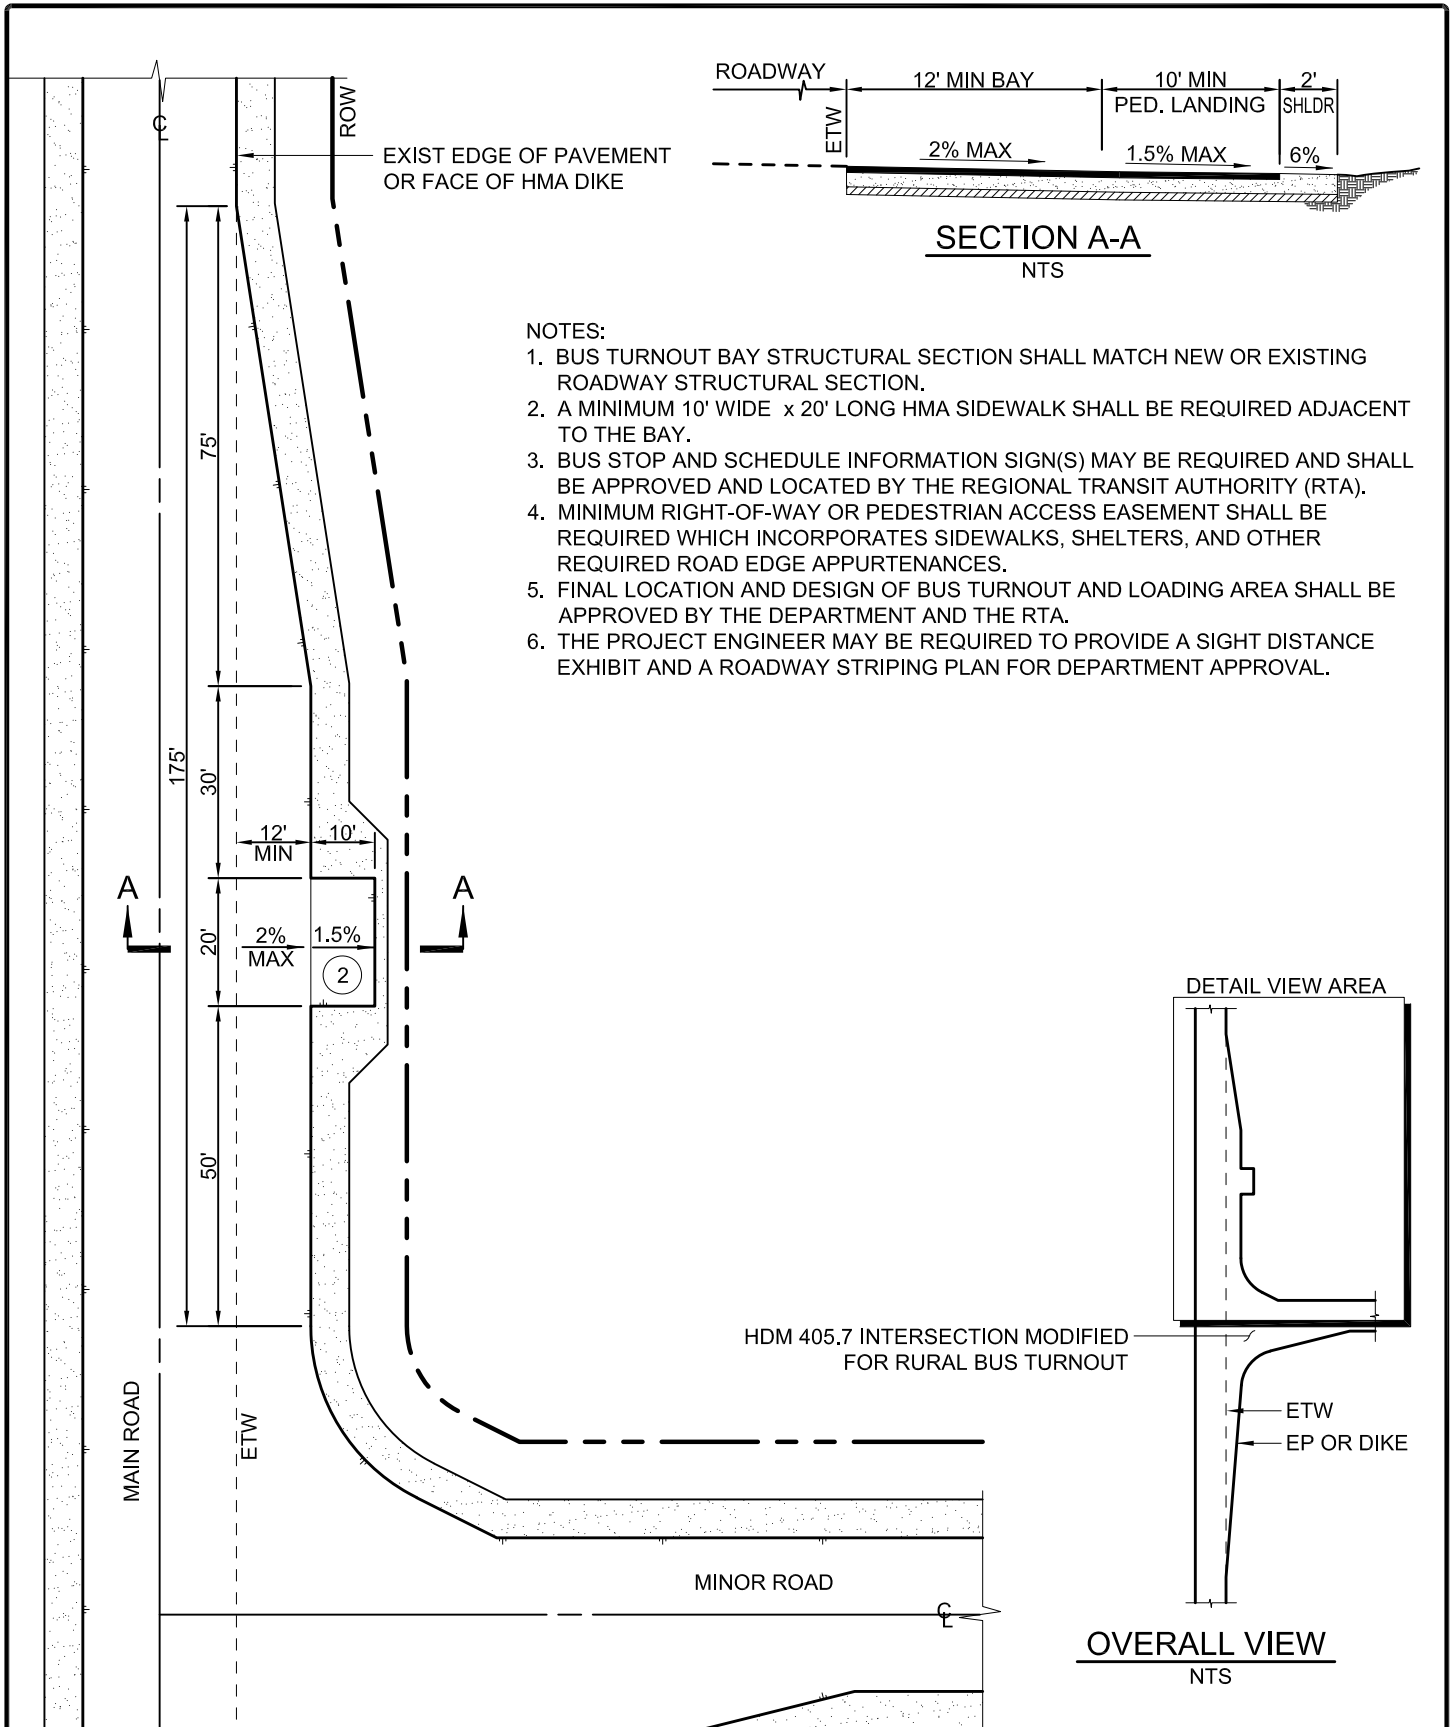 ROADWAY
12' MIN BAY
10' MIN
PED. LANDING
2'
SHLDR
ETW
2% MAX
1.5% MAX
6%
SECTION A-A
NTS
CL
ROW
EXIST EDGE OF PAVEMENT
OR FACE OF HMA DIKE
NOTES:
1. BUS TURNOUT BAY STRUCTURAL SECTION SHALL MATCH NEW OR EXISTING
ROADWAY STRUCTURAL SECTION.
2. A MINIMUM 10' WIDE x 20' LONG HMA SIDEWALK SHALL BE REQUIRED ADJACENT
TO THE BAY.
3. BUS STOP AND SCHEDULE INFORMATION SIGN(S) MAY BE REQUIRED AND SHALL
BE APPROVED AND LOCATED BY THE REGIONAL TRANSIT AUTHORITY (RTA).
4. MINIMUM RIGHT-OF-WAY OR PEDESTRIAN ACCESS EASEMENT SHALL BE
REQUIRED WHICH INCORPORATES SIDEWALKS, SHELTERS, AND OTHER
REQUIRED ROAD EDGE APPURTENANCES.
5. FINAL LOCATION AND DESIGN OF BUS TURNOUT AND LOADING AREA SHALL BE
APPROVED BY THE DEPARTMENT AND THE RTA.
6. THE PROJECT ENGINEER MAY BE REQUIRED TO PROVIDE A SIGHT DISTANCE
EXHIBIT AND A ROADWAY STRIPING PLAN FOR DEPARTMENT APPROVAL.
75'
175'
30'
12'
MIN
10'
A
A
20'
2%
MAX
1.5%
2
50'
MAIN ROAD
ETW
MINOR ROAD
CL
DETAIL VIEW AREA
HDM 405.7 INTERSECTION MODIFIED
FOR RURAL BUS TURNOUT
ETW
EP OR DIKE
OVERALL VIEW
NTS